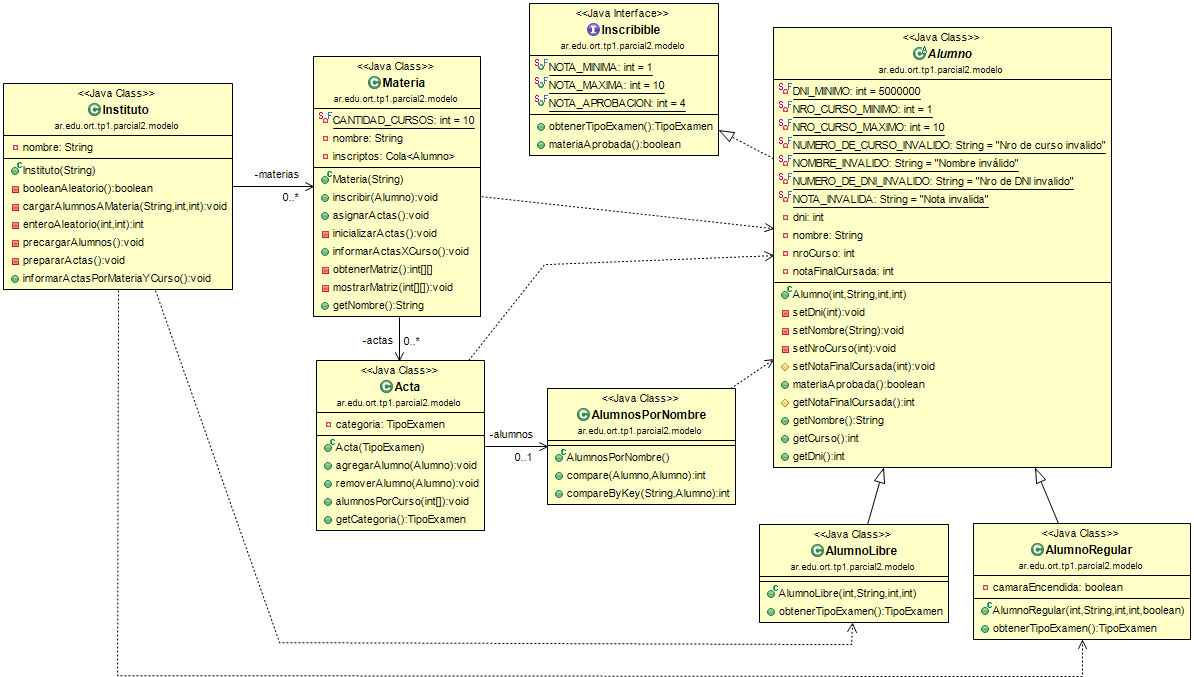 <<Java Interface>>
Inscribible
ar.edu.ort.tp1.parcial2.modelo
NOTA_MINIMA: int = 1
NOTA_MAXIMA: int = 10
NOTA_APROBACION: int = 4
obtenerTipoExamen():TipoExamen
materiaAprobada():boolean
<<Java Class>>
Alumno
ar.edu.ort.tp1.parcial2.modelo
DNI_MINIMO: int = 5000000
NRO_CURSO_MINIMO: int = 1
NRO_CURSO_MAXIMO: int = 10
NUMERO_DE_CURSO_INVALIDO: String = "Nro de curso invalido"
NOMBRE_INVALIDO: String = "Nombre inválido"
NUMERO_DE_DNI_INVALIDO: String = "Nro de DNI invalido"
NOTA_INVALIDA: String = "Nota invalida"
dni: int
nombre: String
nroCurso: int
notaFinalCursada: int
Alumno(int,String,int,int)
setDni(int):void
setNombre(String):void
setNroCurso(int):void
setNotaFinalCursada(int):void
materiaAprobada():boolean
getNotaFinalCursada():int
getNombre():String
getCurso():int
getDni():int
<<Java Class>>
Materia
ar.edu.ort.tp1.parcial2.modelo
CANTIDAD_CURSOS: int = 10
nombre: String
inscriptos: Cola<Alumno>
Materia(String)
inscribir(Alumno):void
asignarActas():void
inicializarActas():void
informarActasXCurso():void
obtenerMatriz():int[][]
mostrarMatriz(int[][]):void
getNombre():String
<<Java Class>>
Instituto
ar.edu.ort.tp1.parcial2.modelo
nombre: String
Instituto(String)
booleanAleatorio():boolean
cargarAlumnosAMateria(String,int,int):void
enteroAleatorio(int,int):int
precargarAlumnos():void
prepararActas():void
informarActasPorMateriaYCurso():void
-materias
0..*
-actas
0..*
<<Java Class>>
Acta
ar.edu.ort.tp1.parcial2.modelo
categoria: TipoExamen
Acta(TipoExamen)
agregarAlumno(Alumno):void
removerAlumno(Alumno):void
alumnosPorCurso(int[]):void
getCategoria():TipoExamen
-alumnos
0..1
<<Java Class>>
AlumnosPorNombre
ar.edu.ort.tp1.parcial2.modelo
AlumnosPorNombre()
compare(Alumno,Alumno):int
compareByKey(String,Alumno):int
<<Java Class>>
AlumnoLibre
ar.edu.ort.tp1.parcial2.modelo
AlumnoLibre(int,String,int,int)
obtenerTipoExamen():TipoExamen
<<Java Class>>
AlumnoRegular
ar.edu.ort.tp1.parcial2.modelo
camaraEncendida: boolean
AlumnoRegular(int,String,int,int,boolean)
obtenerTipoExamen():TipoExamen